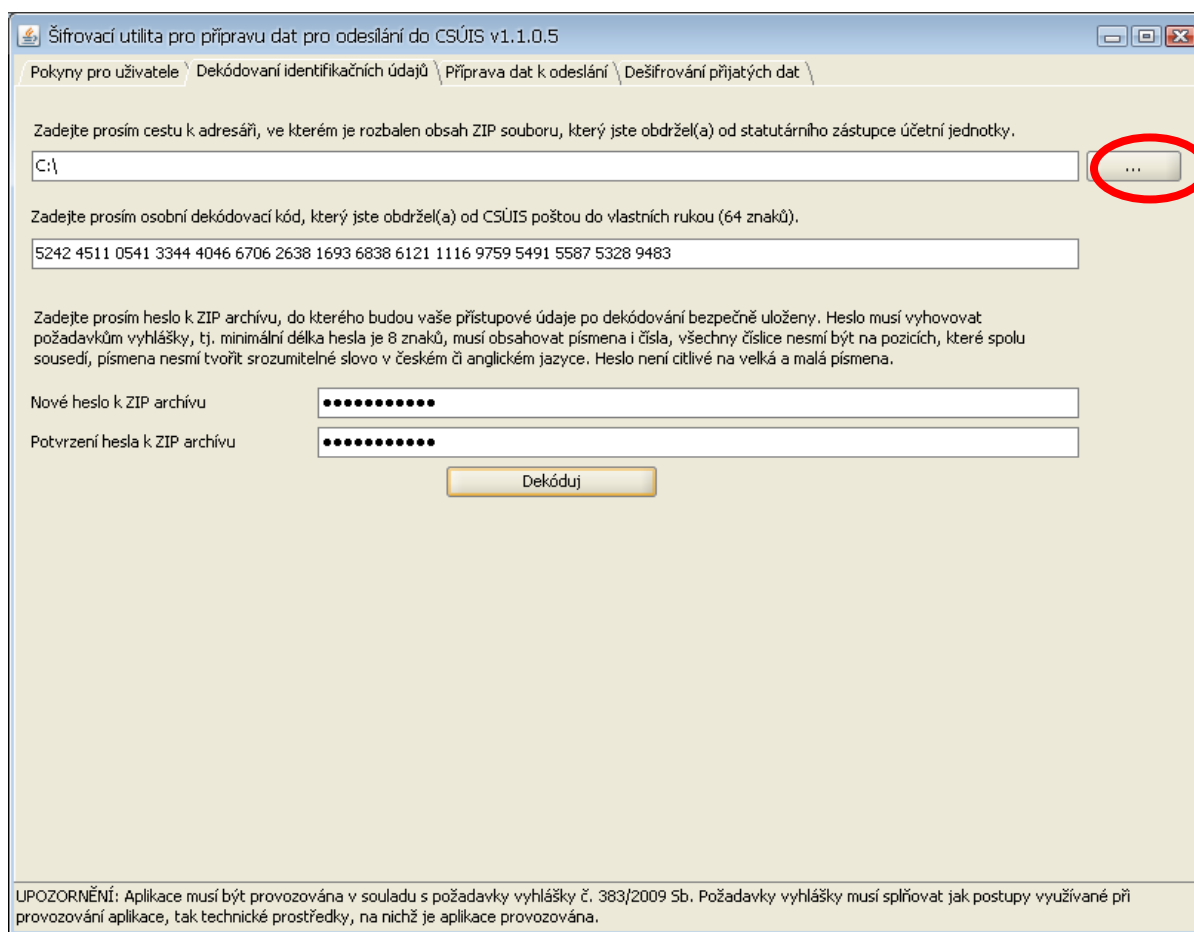 Šifrovací utilita pro přípravu dat pro odesílání do CSÚIS v1.1.0.5
Pokyny pro uživatele Dekódovaní identifikačních údajů Příprava dat k odeslání Dešifrování přijatých dat
Zadejte prosím cestu k adresáři, ve kterém je rozbalen obsah ZIP souboru, který jste obdržel(a) od statutárního zástupce účetní jednotky.
C:\
...
Zadejte prosím osobní dekódovací kód, který jste obdržel(a) od CSÚIS poštou do vlastních rukou (64 znaků).
5242 4511 0541 3344 4046 6706 2638 1693 6838 6121 1116 9759 5491 5587 5328 9483
Zadejte prosím heslo k ZIP archívu, do kterého budou vaše přístupové údaje po dekódování bezpečně uloženy. Heslo musí vyhovovat
požadavkům vyhlášky, tj. minimální délka hesla je 8 znaků, musí obsahovat písmena i čísla, všechny číslice nesmí být na pozicích, které spolu
sousedí, písmena nesmí tvořit srozumitelné slovo v českém či anglickém jazyce. Heslo není citlivé na velká a malá písmena.
Nové heslo k ZIP archívu
Potvrzení hesla k ZIP archívu
Dekóduj
UPOZORNĚNÍ: Aplikace musí být provozována v souladu s požadavky vyhlášky č. 383/2009 Sb. Požadavky vyhlášky musí splňovat jak postupy využívané při
provozování aplikace, tak technické prostředky, na nichž je aplikace provozována.